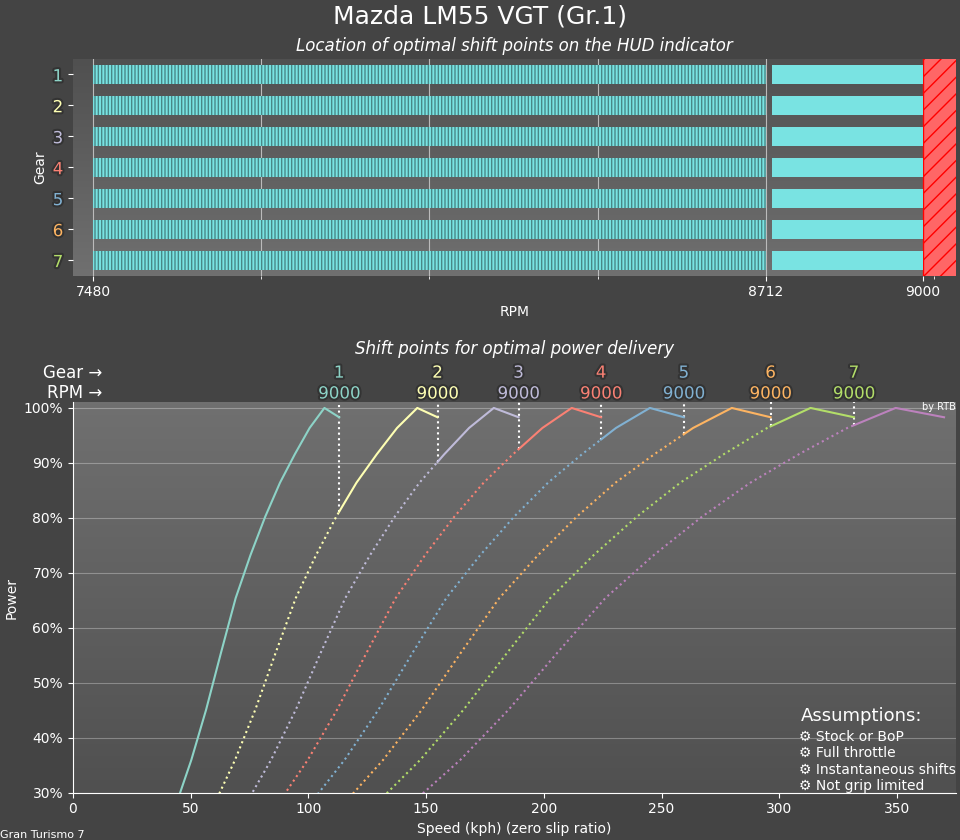 Mazda LM55 VGT (Gr.1)
Location of optimal shift points on the HUD indicator
Gear
1
2
3
4
5
6
7
7480 8712 9000
RPM
Shift points for optimal power delivery
Gear → 1 2 3 4 5 6 7
RPM → 9000 9000 9000 9000 9000 9000 9000
by RTB
Power
100%
90%
80%
70%
60%
50%
40%
30%
Assumptions:
⚙ Stock or BoP
⚙ Full throttle
⚙ Instantaneous shifts
⚙ Not grip limited
0 50 100 150 200 250 300 350
Speed (kph) (zero slip ratio)
Gran Turismo 7